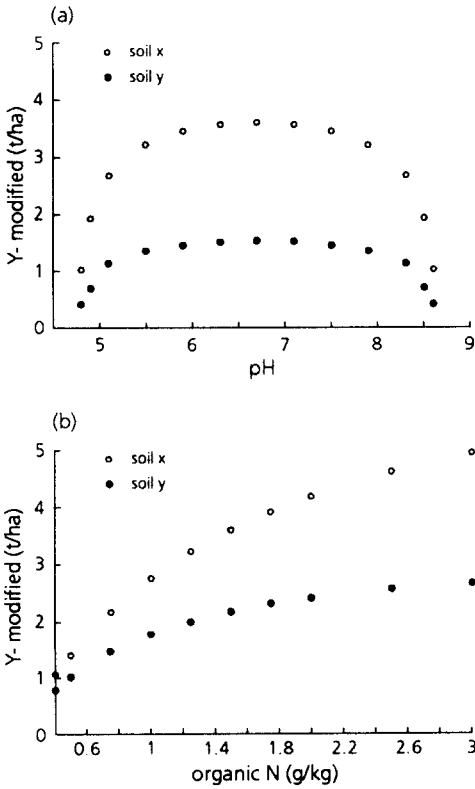 (a)
soil x
soil y
Y- modified (t/ha)
5
4
3
2
1
0
5 6 7 8 9
pH
(b)
soil x
soil y
Y- modified (t/ha)
5
4
3
2
1
0
0.6 1 1.4 1.8 2.2 2.6 3
organic N (g/kg)